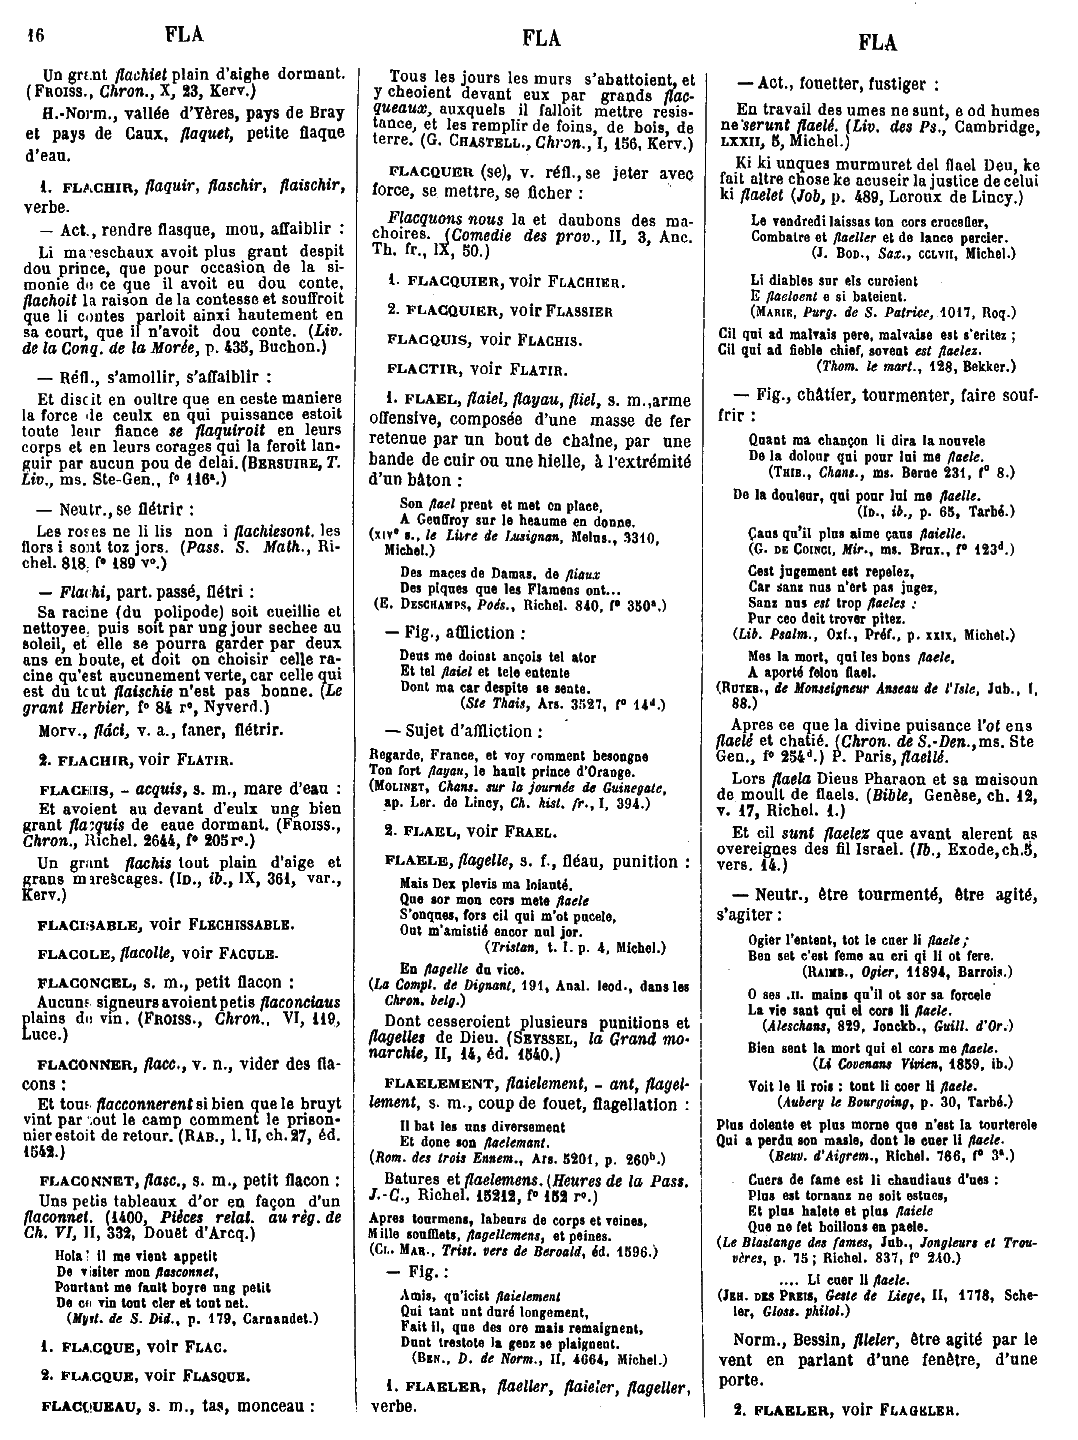 16 FLA FLA FLA
Un grant flachiet plain d'aighe dormant.
(FROISS., Chron., X, 23, Kerv.)
H.-Norm., vallée d'Yères, pays de Bray
et pays de Caux, flaquet, petite flaque
d'eau.
1. FLACHIR, flaquir, flaschir, flaischir,
verbe.
— Act., rendre flasque, mou, affaiblir :
Li mareschaux avoit plus grant despit
dou prince, que pour occasion de la si-
monie de ce que il avoit eu dou conte,
flachoit la raison de la contesse et souffroit
que li contes parloit ainxi hautement en
sa court, que il n'avoit dou conte. (Liv.
de la Conq. de la Morée, p. 435, Buchon.)
— Réfl., s'amollir, s'affaiblir :
Et discit en oultre que en ceste maniere
la force de ceulx en qui puissance estoit
toute leur fiance se flaquiroit en leurs
corps et en leurs corages qui la feroit lan-
guir par aucun pou de delai. (BERSUIRE, T.
Liv., ms. Ste-Gen., f° 116ᵃ.)
— Neutr., se flétrir :
Les roses ne li lis non i flachiesont. les
flors i sont toz jors. (Pass. S. Math., Ri-
chel. 818, f° 189 v°.)
— Flachi, part. passé, flétri :
Sa racine (du polipode) soit cueillie et
nettoyee, puis soit par ung jour sechee au
soleil, et elle se pourra garder par deux
ans en boute, et doit on choisir celle ra-
cine qu'est aucunement verte, car celle qui
est du tout flaischie n'est pas bonne. (Le
grant Herbier, f° 84 r°, Nyverd.)
Morv., flâci, v. a., faner, flétrir.
2. FLACHIR, voir FLATIR.
FLACHIS, - acquis, s. m., mare d'eau :
Et avoient au devant d'eulx ung bien
grant flacquis de eaue dormant. (FROISS.,
Chron., Richel. 2644, f° 205 r°.)
Un grant flachis tout plain d'aige et
grans marescages. (ID., ib., IX, 361, var.,
Kerv.)
FLACISABLE, voir FLECHISSABLE.
FLACOLE, flacolle, voir FACULE.
FLACONCEL, s. m., petit flacon :
Aucuns signeurs avoient petis flaconciaus
plains de vin. (FROISS., Chron., VI, 119,
Luce.)
FLACONNER, flacc., v. n., vider des fla-
cons :
Et tous flacconnerent si bien que le bruyt
vint par tout le camp comment le prison-
nier estoit de retour. (RAB., l. II, ch. 27, éd.
1542.)
FLACONNET, flasc., s. m., petit flacon :
Uns petis tableaux d'or en façon d'un
flaconnet. (1400, Piéces relat. au règ. de
Ch. VI, II, 332, Douët d'Arcq.)
Hola! il me vient appetit
De visiter mon flasconnet,
Pourtant me fault boyre ung petit
De ce vin tout cler et tout net.
(Myst. de S. Did., p. 179, Carnandet.)
1. FLACQUE, voir FLAC.
2. FLACQUE, voir FLASQUE.
FLACQUEAU, s. m., tas, monceau :
Tous les jours les murs s'abattoient, et
y cheoient devant eux par grands flac-
queaux, auxquels il falloit mettre resis-
tance, et les remplir de foins, de bois, de
terre. (G. CHASTELL., Chron., I, 156, Kerv.)
FLACQUER (se), v. réfl., se jeter avec
force, se mettre, se ficher :
Flacquons nous la et daubons des ma-
choires. (Comedie des prov., II, 3, Anc.
Th. fr., IX, 50.)
1. FLACQUIER, voir FLACHIER.
2. FLACQUIER, voir FLASSIER
FLACQUIS, voir FLACHIS.
FLACTIR, voir FLATIR.
1. FLAEL, flaiel, flayau, fliel, s. m., arme
offensive, composée d'une masse de fer
retenue par un bout de chaîne, par une
bande de cuir ou une hielle, à l'extrémité
d'un bâton :
Son flael prent et met en place,
A Geuffroy sur le heaume en donne.
(XIVᵉ s., le Livre de Lusignan, Melus., 3310,
Michel.)
Des maces de Damas, de fliaux
Des piques que les Flamens ont...
(E. DESCHAMPS, Poés., Richel. 840, f° 350ᵃ.)
— Fig., affliction :
Deus me doinst ançois tel ator
Et tel flaiel et tele entente
Dont ma car despite se sente.
(Ste Thais, Ars. 3527, f° 14ᵈ.)
— Sujet d'affliction :
Regarde, France, et voy comment besongne
Ton fort flayau, le hault prince d'Orange.
(MOLINET, Chans. sur la journée de Guinegate,
ap. Ler. de Lincy, Ch. hist. fr., I, 394.)
2. FLAEL, voir FRAEL.
FLAELE, flagelle, s. f., fléau, punition :
Mais Dex plevis ma loiauté.
Que sor mon cors mete flaele
S'onques, fors cil qui m'ot pucele,
Out m'amistié encor nul jor.
(Tristan, t. I. p. 4, Michel.)
En flagelle du vice.
(La Compl. de Dignant, 191, Anal. leod., dans les
Chron. belg.)
Dont cesseroient plusieurs punitions et
flagelles de Dieu. (SEYSSEL, la Grand mo-
narchie, II, 14, éd. 1540.)
FLAELEMENT, flaielement, - ant, flagel-
lement, s. m., coup de fouet, flagellation :
Il bat les uns diversement
Et done son flaelemant.
(Rom. des trois Ennem., Ars. 5201, p. 260ᵇ.)
Batures et flaelemens. (Heures de la Pass.
J.-C., Richel. 15212, f° 152 r°.)
Apres tourmens, labeurs de corps et veines,
Mille soufflets, flagellemens, et peines.
(CL. MAR., Trist. vers de Beroald, éd. 1596.)
— Fig. :
Amis, qu'icist flaielement
Qui tant unt duré longement,
Fait il, que des ore mais remaignent,
Dunt trestote la genz se plaignent.
(BEN., D. de Norm., II, 4664, Michel.)
1. FLAELER, flaeller, flaieler, flageller,
verbe.
— Act., fouetter, fustiger :
En travail des umes ne sunt, e od humes
ne serunt flaelé. (Liv. des Ps., Cambridge,
LXXII, 5, Michel.)
Ki ki unques murmuret del flael Deu, ke
fait altre chose ke acuseir la justice de celui
ki flaelet (Job, p. 489, Leroux de Lincy.)
Le vendredi laissas ton cors crucefier,
Combatre et flaeller et de lance percier.
(J. BOD., Sax., CCLVII, Michel.)
Li diables sur els curoient
E flaeloent e si bateient.
(MARIE, Purg. de S. Patrice, 1017, Roq.)
Cil qui ad malvais pere, malvaise est s'eritez ;
Cil qui ad fieble chief, sovent est flaelez.
(Thom. le mart., 128, Bekker.)
— Fig., châtier, tourmenter, faire souf-
frir :
Quant ma chançon li dira la nouvele
De la dolour qui pour lui me flaele.
(THIB., Chans., ms. Berne 231, f° 8.)
De la douleur, qui pour lui me flaelle.
(ID., ib., p. 65, Tarbé.)
Çaus qu'il plus aime çaus flaielle.
(G. DE COINCI, Mir., ms. Brux., f° 123ᵈ.)
Cest jugement est repelez,
Car sanz nus n'ert pas jugez,
Sanz nus est trop flaeles :
Pur ceo deit trover pitez.
(Lib. Psalm., Oxf., Préf., p. XXIX, Michel.)
Mes la mort, qui les bons flaele,
A aporté felon flael.
(RUTEB., de Monseigneur Anseau de l'Isle, Jub., I,
88.)
Apres ce que la divine puisance l'ot ens
flaelé et chatié. (Chron. de S.-Den., ms. Ste
Gen., f° 254ᵈ.) P. Paris, flaellé.
Lors flaela Dieus Pharaon et sa maisoun
de moult de flaels. (Bible, Genèse, ch. 12,
v. 17, Richel. 1.)
Et cil sunt flaelez que avant alerent as
overeignes des fil Israel. (Ib., Exode, ch. 5,
vers. 14.)
— Neutr., être tourmenté, être agité,
s'agiter :
Ogier l'entent, tot le cuer li flaele ;
Ben set c'est feme au cri qi li ot fere.
(RAIMB., Ogier, 11894, Barrois.)
O ses .II. mains qu'il ot sor sa forcele
La vie sant qui el cors li flaele.
(Aleschans, 829, Jonckb., Guill. d'Or.)
Bien sent la mort qui el cors me flaele.
(Li Covenans Vivien, 1859, ib.)
Voit le li rois : tout li coer li flaele.
(Aubery le Bourgoing, p. 30, Tarbé.)
Plus dolente et plus morne que n'est la tourterele
Qui a perdu son masle, dont le cuer li flaele.
(Beuv. d'Aigrem., Richel. 766, f° 3ᵃ.)
Cuers de fame est li chaudiaus d'ues :
Plus est tornanz ne soit estues,
Et plus halete et plus flaiele
Que ne fet boillons en paele.
(Le Blastange des fames, Jub., Jongleurs et Trou-
vères, p. 75 ; Richel. 837, f° 240.)
.... Li cuer li flaele.
(JEH. DES PREIS, Geste de Liege, II, 1778, Sche-
ler, Gloss. philol.)
Norm., Bessin, flieler, être agité par le
vent en parlant d'une fenêtre, d'une
porte.
2. FLAELER, voir FLAGELER.